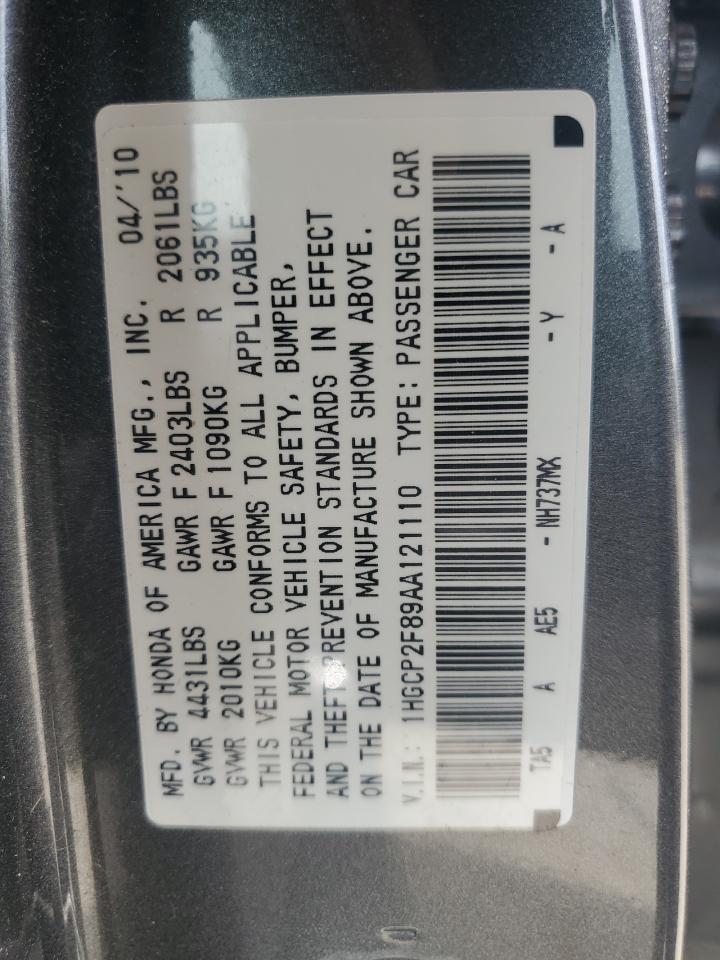 MFD. BY HONDA OF AMERICA MFG., INC. 04/'10
GVWR 4431LBS GAWR F 2403LBS R 2061LBS
GVWR 2010KG GAWR F 1090KG R 935KG
THIS VEHICLE CONFORMS TO ALL APPLICABLE
FEDERAL MOTOR VEHICLE SAFETY, BUMPER,
AND THEFT PREVENTION STANDARDS IN EFFECT
ON THE DATE OF MANUFACTURE SHOWN ABOVE.
V.I.N.: 1HGCP2F89AA121110 TYPE: PASSENGER CAR
TA5 A AE5 - NH737MX - Y - A